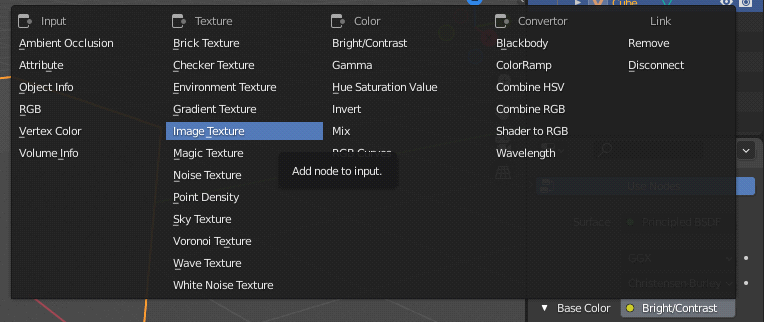 Cube
Input
Texture
Color
Convertor
Link
Ambient Occlusion
Attribute
Object Info
RGB
Vertex Color
Volume Info
Brick Texture
Checker Texture
Environment Texture
Gradient Texture
Image Texture
Magic Texture
Noise Texture
Point Density
Sky Texture
Voronoi Texture
Wave Texture
White Noise Texture
Bright/Contrast
Gamma
Hue Saturation Value
Invert
Mix
RGB Curves
Blackbody
ColorRamp
Combine HSV
Combine RGB
Shader to RGB
Wavelength
Remove
Disconnect
Add node to input.
Use Nodes
Surface
Principled BSDF
GGX
Christensen-Burley
Base Color
Bright/Contrast